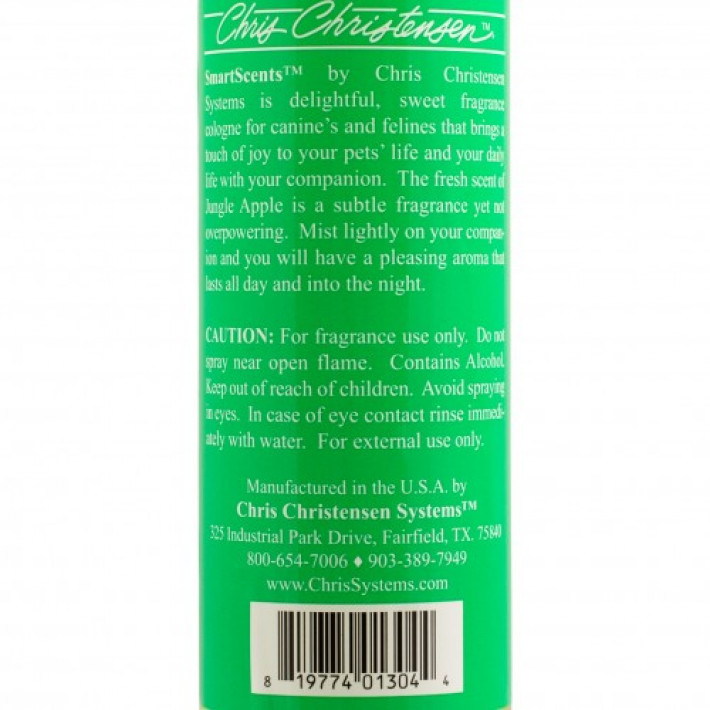 Chris Christensen™
SmartScents™ by Chris Christensen
Systems is delightful, sweet fragrance
cologne for canine's and felines that brings a
touch of joy to your pets' life and your daily
life with your companion. The fresh scent of
Jungle Apple is a subtle fragrance yet not
overpowering. Mist lightly on your compan-
ion and you will have a pleasing aroma that
lasts all day and into the night.
CAUTION: For fragrance use only. Do not
spray near open flame. Contains Alcohol.
Keep out of reach of children. Avoid spraying
in eyes. In case of eye contact rinse immedi-
ately with water. For external use only.
Manufactured in the U.S.A. by
Chris Christensen Systems™
325 Industrial Park Drive, Fairfield, TX. 75840
800-654-7006 ♦ 903-389-7949
www.ChrisSystems.com
8 19774 01304 4